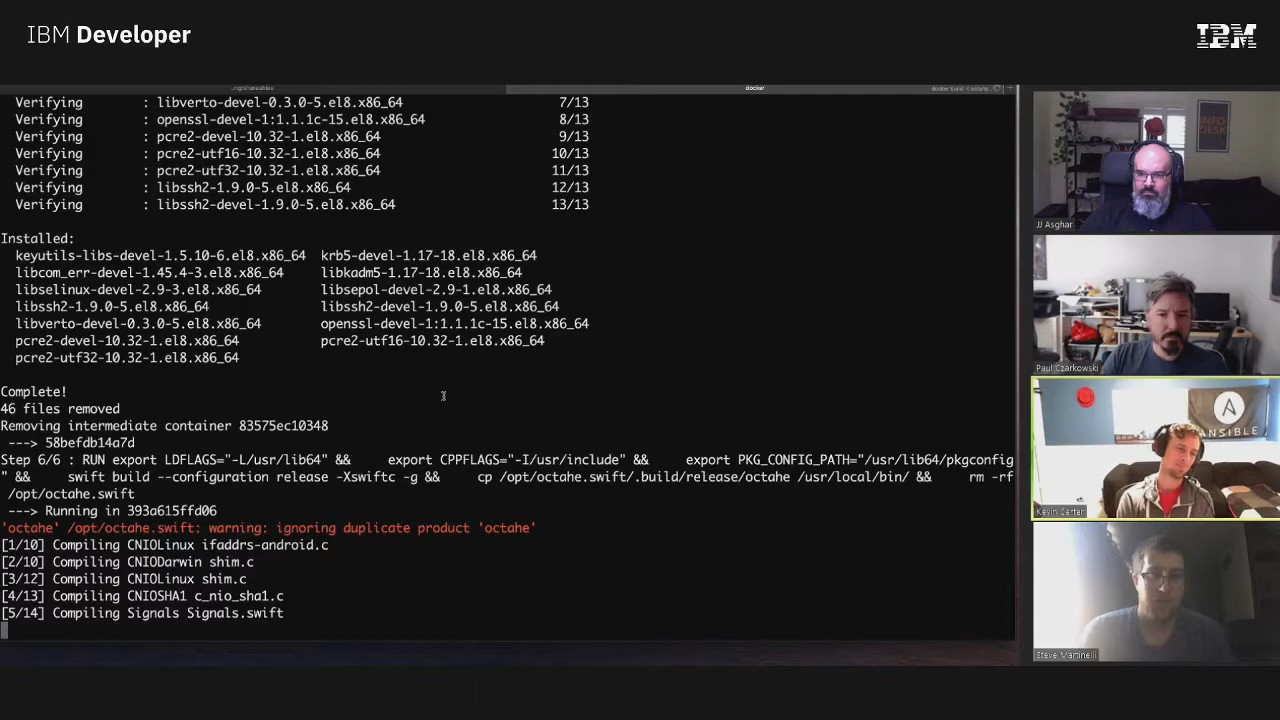 IBM Developer
IBM
docker
docker build -t octahe
Verifying : libverto-devel-0.3.0-5.el8.x86_64 7/13
Verifying : openssl-devel-1:1.1.1c-15.el8.x86_64 8/13
Verifying : pcre2-devel-10.32-1.el8.x86_64 9/13
Verifying : pcre2-utf16-10.32-1.el8.x86_64 10/13
Verifying : pcre2-utf32-10.32-1.el8.x86_64 11/13
Verifying : libssh2-1.9.0-5.el8.x86_64 12/13
Verifying : libssh2-devel-1.9.0-5.el8.x86_64 13/13
Installed:
keyutils-libs-devel-1.5.10-6.el8.x86_64 krb5-devel-1.17-18.el8.x86_64
libcom_err-devel-1.45.4-3.el8.x86_64 libkadm5-1.17-18.el8.x86_64
libselinux-devel-2.9-3.el8.x86_64 libsepol-devel-2.9-1.el8.x86_64
libssh2-1.9.0-5.el8.x86_64 libssh2-devel-1.9.0-5.el8.x86_64
libverto-devel-0.3.0-5.el8.x86_64 openssl-devel-1:1.1.1c-15.el8.x86_64
pcre2-devel-10.32-1.el8.x86_64 pcre2-utf16-10.32-1.el8.x86_64
pcre2-utf32-10.32-1.el8.x86_64
Complete!
46 files removed
Removing intermediate container 83575ec10348
---> 58befdb14a7d
Step 6/6 : RUN export LDFLAGS="-L/usr/lib64" && export CPPFLAGS="-I/usr/include" && export PKG_CONFIG_PATH="/usr/lib64/pkgconfig
" && swift build --configuration release -Xswiftc -g && cp /opt/octahe.swift/.build/release/octahe /usr/local/bin/ && rm -rf
/opt/octahe.swift
---> Running in 393a615ffd06
'octahe' /opt/octahe.swift: warning: ignoring duplicate product 'octahe'
[1/10] Compiling CNIOLinux ifaddrs-android.c
[2/10] Compiling CNIODarwin shim.c
[3/12] Compiling CNIOLinux shim.c
[4/13] Compiling CNIOSHA1 c_nio_sha1.c
[5/14] Compiling Signals Signals.swift
INFO
DESK
JJ Asghar
Paul Czarkowski
A
ANSIBLE
Kevin Carter
Steve Martinelli